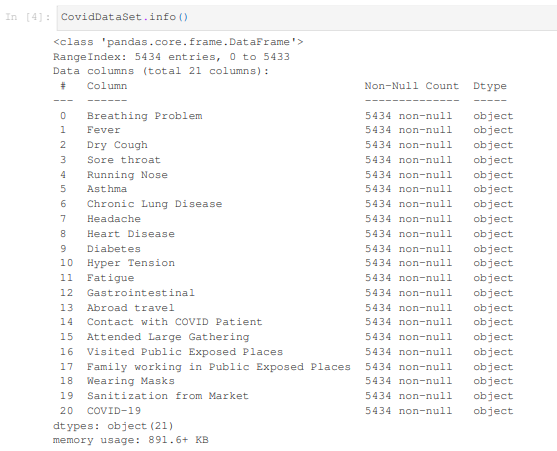 In [4]: CovidDataSet.info()
<class 'pandas.core.frame.DataFrame'>
RangeIndex: 5434 entries, 0 to 5433
Data columns (total 21 columns):
# Column Non-Null Count Dtype
--- ------ -------------- -----
0 Breathing Problem 5434 non-null object
1 Fever 5434 non-null object
2 Dry Cough 5434 non-null object
3 Sore throat 5434 non-null object
4 Running Nose 5434 non-null object
5 Asthma 5434 non-null object
6 Chronic Lung Disease 5434 non-null object
7 Headache 5434 non-null object
8 Heart Disease 5434 non-null object
9 Diabetes 5434 non-null object
10 Hyper Tension 5434 non-null object
11 Fatigue 5434 non-null object
12 Gastrointestinal 5434 non-null object
13 Abroad travel 5434 non-null object
14 Contact with COVID Patient 5434 non-null object
15 Attended Large Gathering 5434 non-null object
16 Visited Public Exposed Places 5434 non-null object
17 Family working in Public Exposed Places 5434 non-null object
18 Wearing Masks 5434 non-null object
19 Sanitization from Market 5434 non-null object
20 COVID-19 5434 non-null object
dtypes: object(21)
memory usage: 891.6+ KB